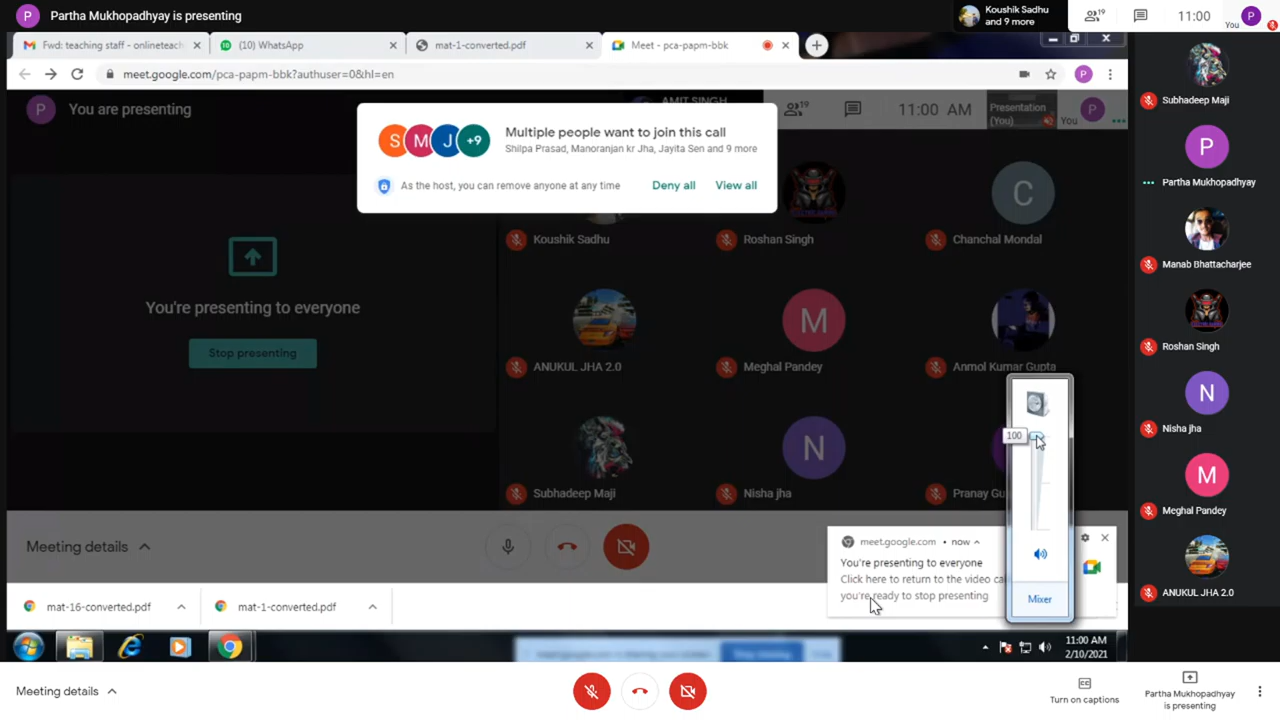 P Partha Mukhopadhyay is presenting
Koushik Sadhu
and 9 more
19
11:00
You
P
Fwd: teaching staff - onlineteach
(10) WhatsApp
mat-1-converted.pdf
Meet - pca-papm-bbk
meet.google.com/pca-papm-bbk?authuser=0&hl=en
P
P You are presenting
AMIT SINGH
19
11:00 AM
Presentation
(You)
You
P
S M J +9
Multiple people want to join this call
Shilpa Prasad, Manoranjan kr Jha, Jayita Sen and 9 more
As the host, you can remove anyone at any time
Deny all
View all
You're presenting to everyone
Stop presenting
C
Koushik Sadhu
Roshan Singh
Chanchal Mondal
M
ANUKUL JHA 2.0
Meghal Pandey
Anmol Kumar Gupta
N
Subhadeep Maji
Nisha jha
Pranay Gu
100
Mixer
Meeting details
meet.google.com • now
You're presenting to everyone
Click here to return to the video ca
you're ready to stop presenting
mat-16-converted.pdf
mat-1-converted.pdf
11:00 AM
2/10/2021
Subhadeep Maji
P
Partha Mukhopadhyay
Manab Bhattacharjee
Roshan Singh
N
Nisha jha
M
Meghal Pandey
ANUKUL JHA 2.0
Meeting details
CC
Turn on captions
Partha Mukhopadhyay
is presenting